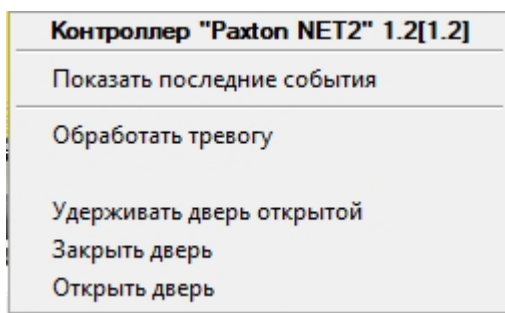 Контроллер "Paxton NET2" 1.2[1.2]
Показать последние события
Обработать тревогу
Удерживать дверь открытой
Закрыть дверь
Открыть дверь